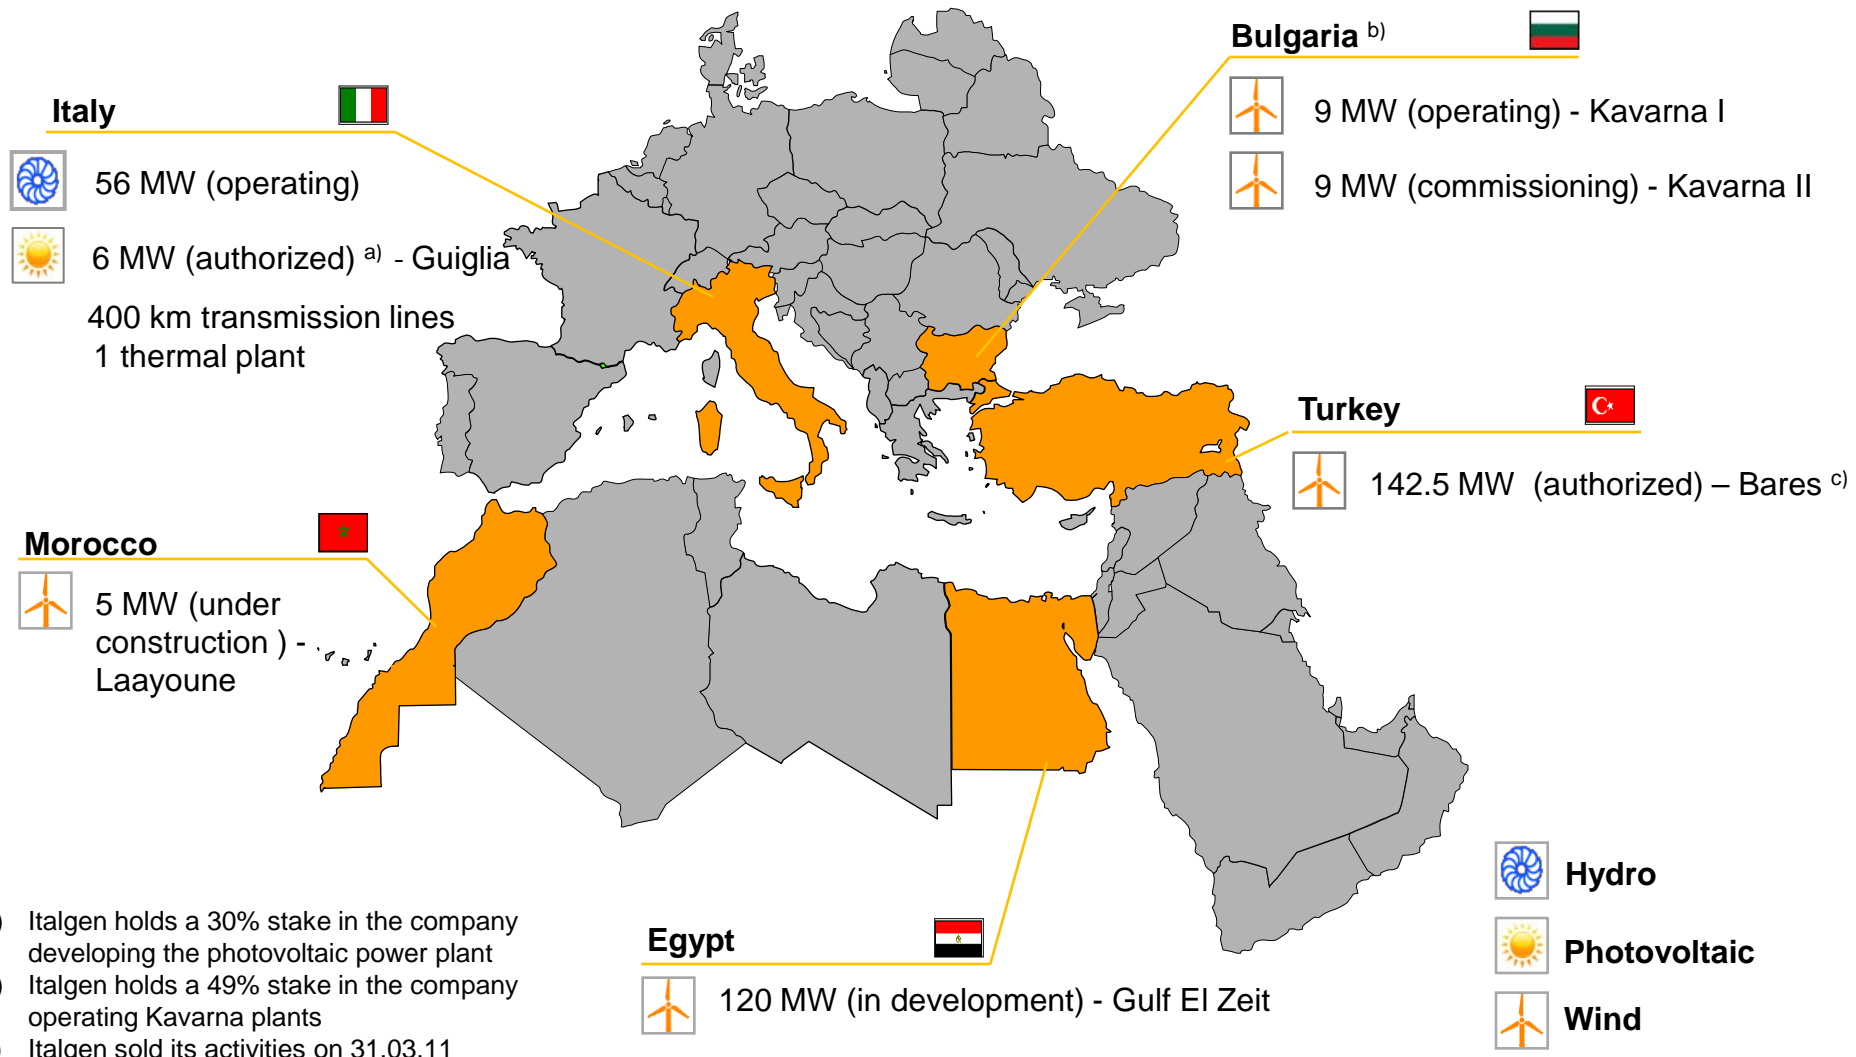 Italy
56 MW (operating)
6 MW (authorized) a) - Guiglia
400 km transmission lines
1 thermal plant
Bulgaria b)
9 MW (operating) - Kavarna I
9 MW (commissioning) - Kavarna II
Turkey
142.5 MW (authorized) – Bares c)
Morocco
5 MW (under
construction ) -
Laayoune
Egypt
120 MW (in development) - Gulf El Zeit
Hydro
Photovoltaic
Wind
) Italgen holds a 30% stake in the company
developing the photovoltaic power plant
) Italgen holds a 49% stake in the company
operating Kavarna plants
) Italgen sold its activities on 31.03.11